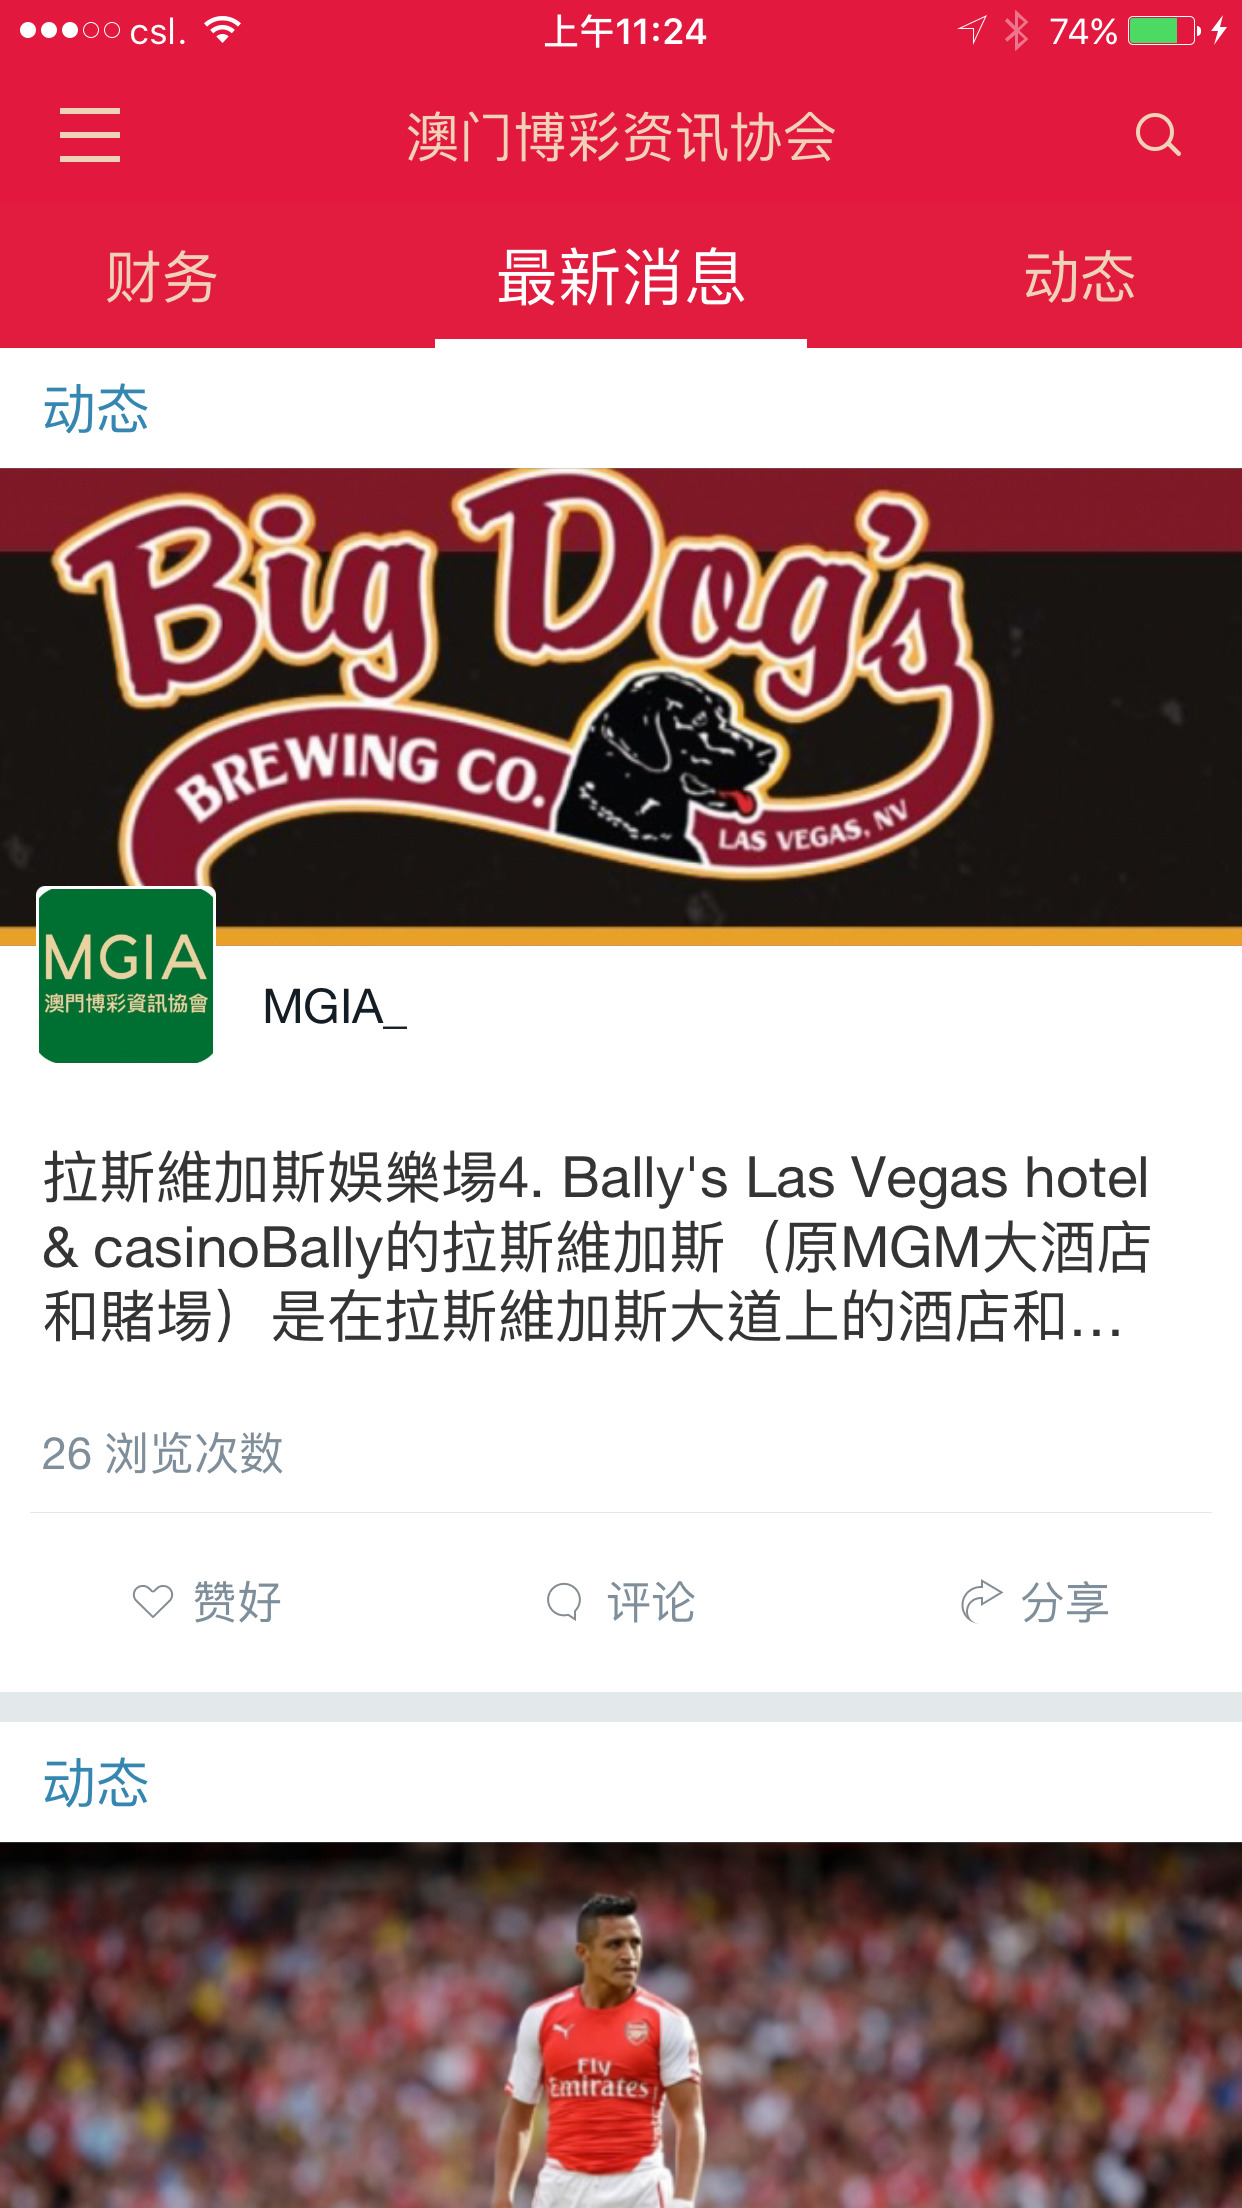 csl.
上午11:24
74%
澳门博彩资讯协会
财务
最新消息
动态
动态
Big Dog's
BREWING CO.
LAS VEGAS, NV
MGIA
澳門博彩資訊協會
MGIA_
拉斯維加斯娛樂場4. Bally's Las Vegas hotel
& casinoBally的拉斯維加斯（原MGM大酒店
和賭場）是在拉斯維加斯大道上的酒店和...
26 浏览次数
赞好
评论
分享
动态
Fly
Emirates